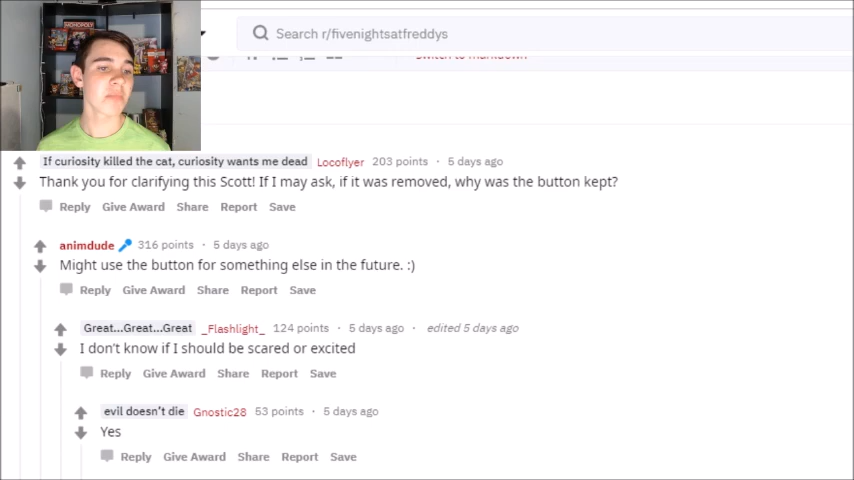 MONOPOLY
Search r/fivenightsatfreddys
Switch to markdown
If curiosity killed the cat, curiosity wants me dead Locoflyer 203 points · 5 days ago
Thank you for clarifying this Scott! If I may ask, if it was removed, why was the button kept?
Reply Give Award Share Report Save
animdude 316 points · 5 days ago
Might use the button for something else in the future. :)
Reply Give Award Share Report Save
Great...Great...Great _Flashlight_ 124 points · 5 days ago · edited 5 days ago
I don't know if I should be scared or excited
Reply Give Award Share Report Save
evil doesn't die Gnostic28 53 points · 5 days ago
Yes
Reply Give Award Share Report Save